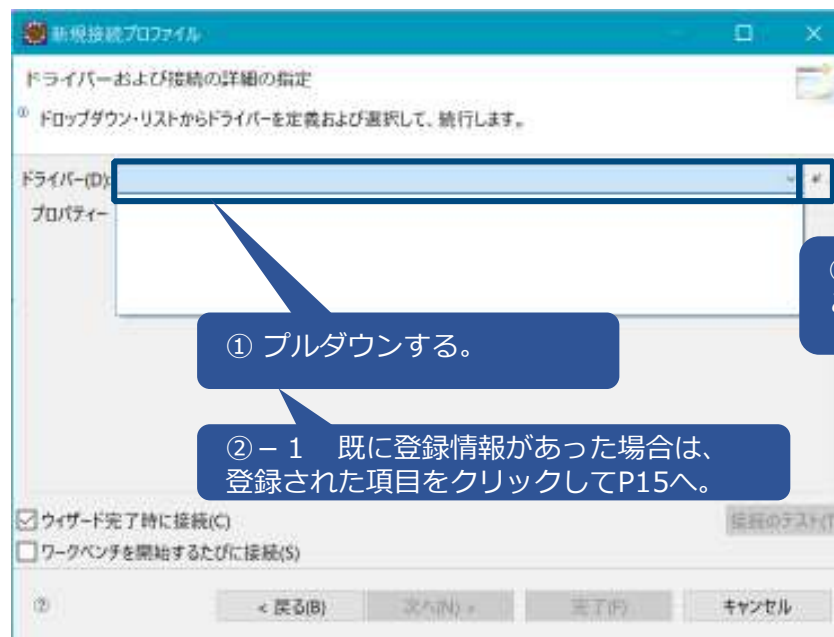 新規接続プロファイル
ドライバーおよび接続の詳細の指定
ドロップダウン・リストからドライバーを定義および選択して、続行します。
ドライバー(D):
プロパティー
① プルダウンする。
②－１　既に登録情報があった場合は、
登録された項目をクリックしてP15へ。
ウィザード完了時に接続(C)
接続のテスト(T
ワークベンチを開始するたびに接続(S)
< 戻る(B)
次へ(N) >
完了(F)
キャンセル